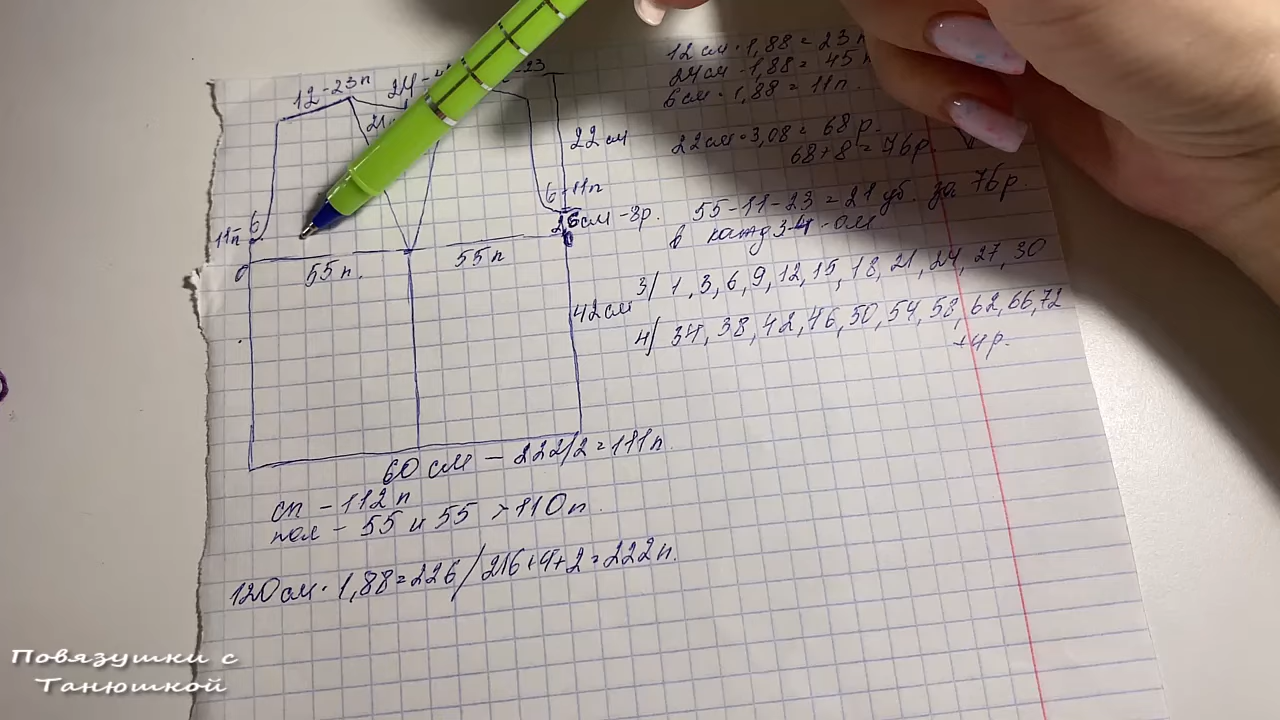 12 см · 1,88 = 23 п
24 см · 1,88 = 45 п
6 см · 1,88 = 11 п.
22 см · 3,08 = 68 р.
68 + 8 = 76 р.
55 - 11 - 23 = 21 уб. за 76 р.
в кажд 3-4-ом
3/ 1, 3, 6, 9, 12, 15, 18, 21, 24, 27, 30
4/ 34, 38, 42, 46, 50, 54, 58, 62, 66, 72
+4 р.
12 - 23 п
24 - 4
21
23
22 см
6 - 11 п
26 см - 8 р.
6
11 п
55 п.
55 п
42 см
60 см - 222/2 = 111 п.
сп - 112 п
пол - 55 и 55 > 110 п.
120 см · 1,88 = 226 / 216 + 4 + 2 = 222 п.
Повязушки с
Танюшкой